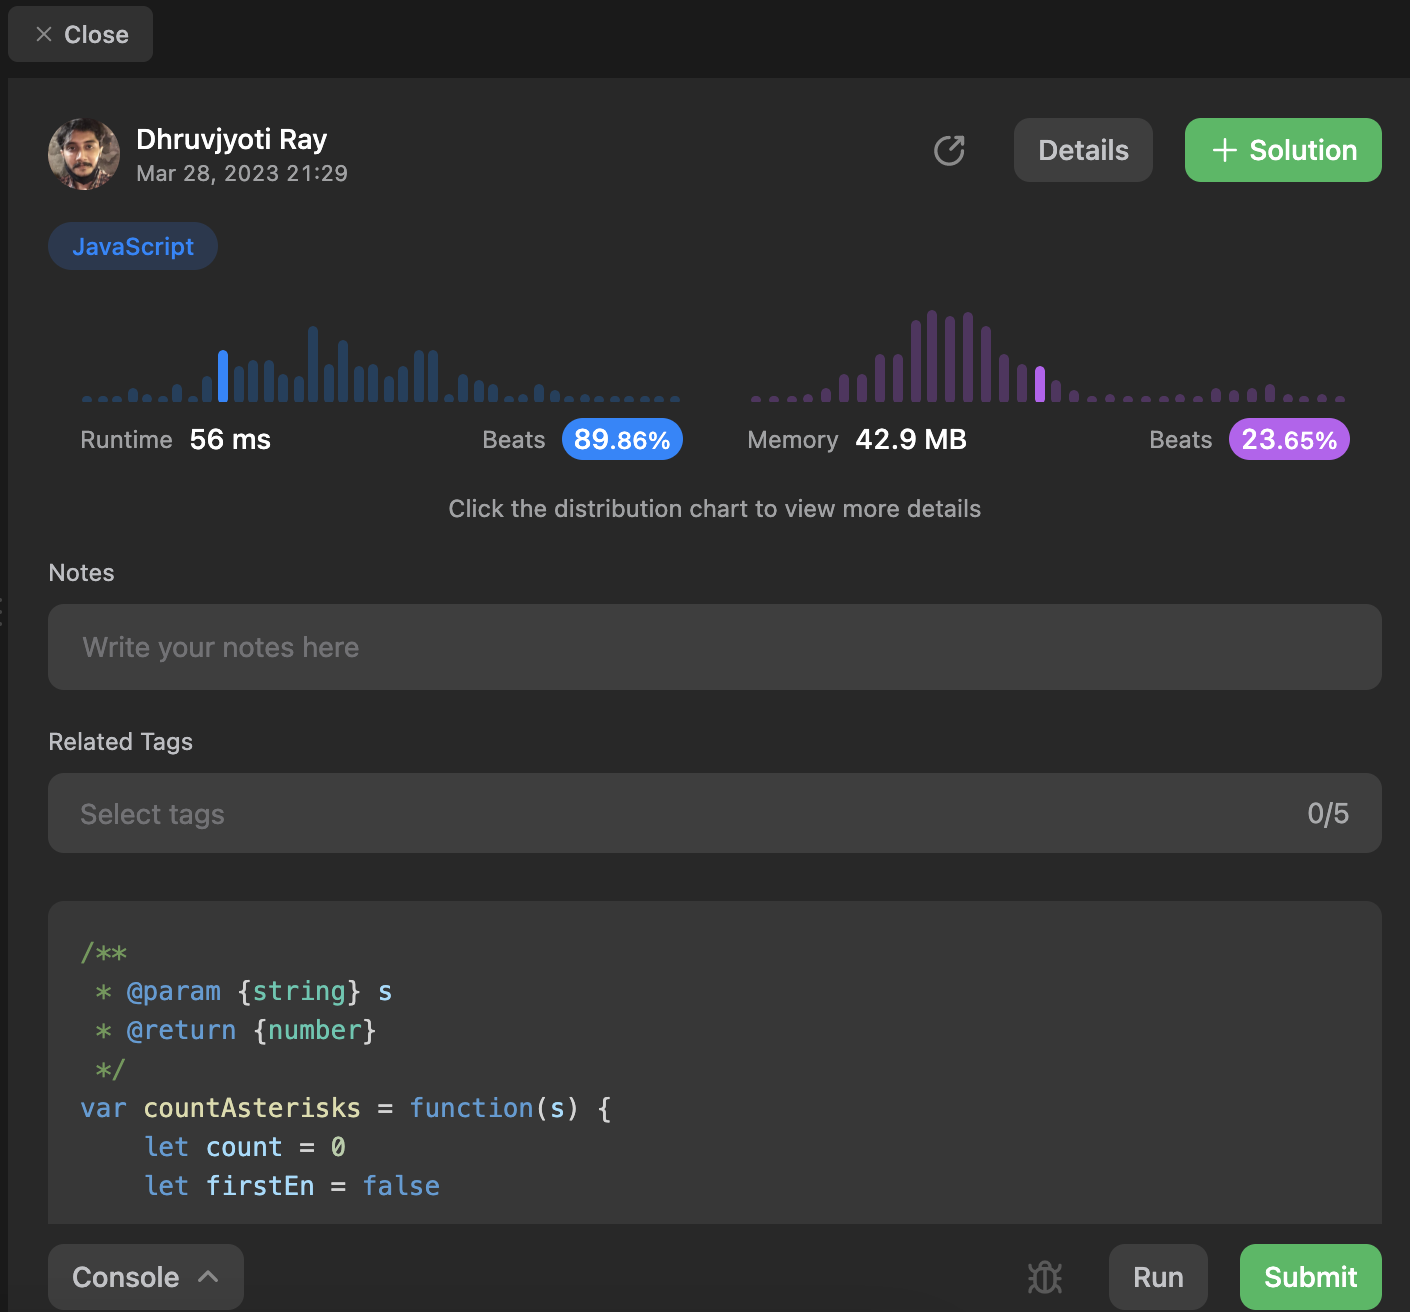 Close
Dhruvjyoti Ray
Mar 28, 2023 21:29
Details
+ Solution
JavaScript
Runtime 56 ms Beats 89.86%
Memory 42.9 MB Beats 23.65%
Click the distribution chart to view more details
Notes
Write your notes here
Related Tags
Select tags 0/5
/**
 * @param {string} s
 * @return {number}
 */
var countAsterisks = function(s) {
    let count = 0
    let firstEn = false
Console
Run
Submit